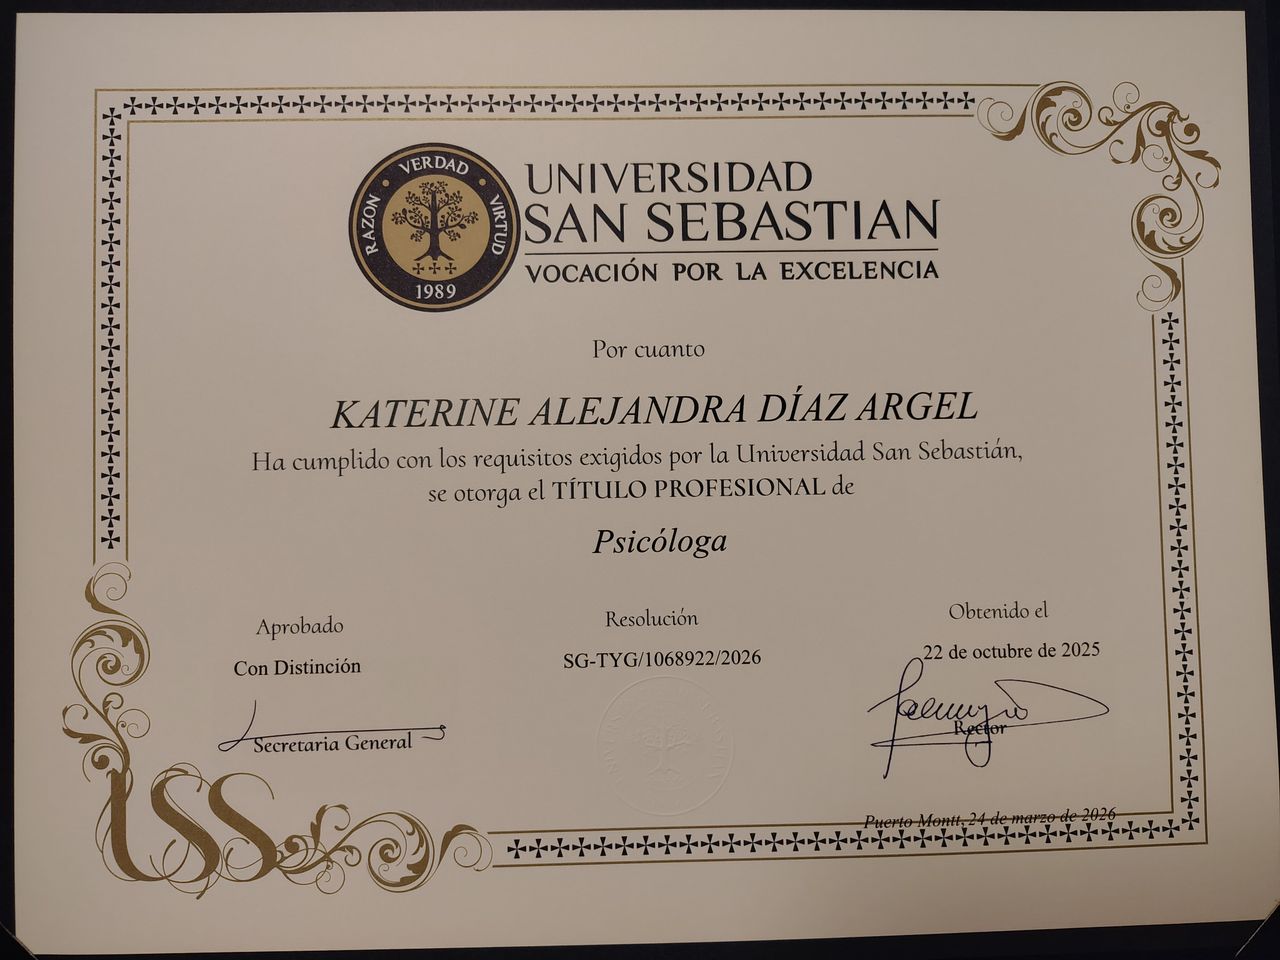 RAZON · VERDAD · VIRTUD
1989
UNIVERSIDAD
SAN SEBASTIAN
VOCACIÓN POR LA EXCELENCIA
Por cuanto
KATERINE ALEJANDRA DÍAZ ARGEL
Ha cumplido con los requisitos exigidos por la Universidad San Sebastián,
se otorga el TÍTULO PROFESIONAL de
Psicóloga
Aprobado
Con Distinción
Secretaria General
Resolución
SG-TYG/1068922/2026
Obtenido el
22 de octubre de 2025
Rector
Puerto Montt, 24 de marzo de 2026
USS